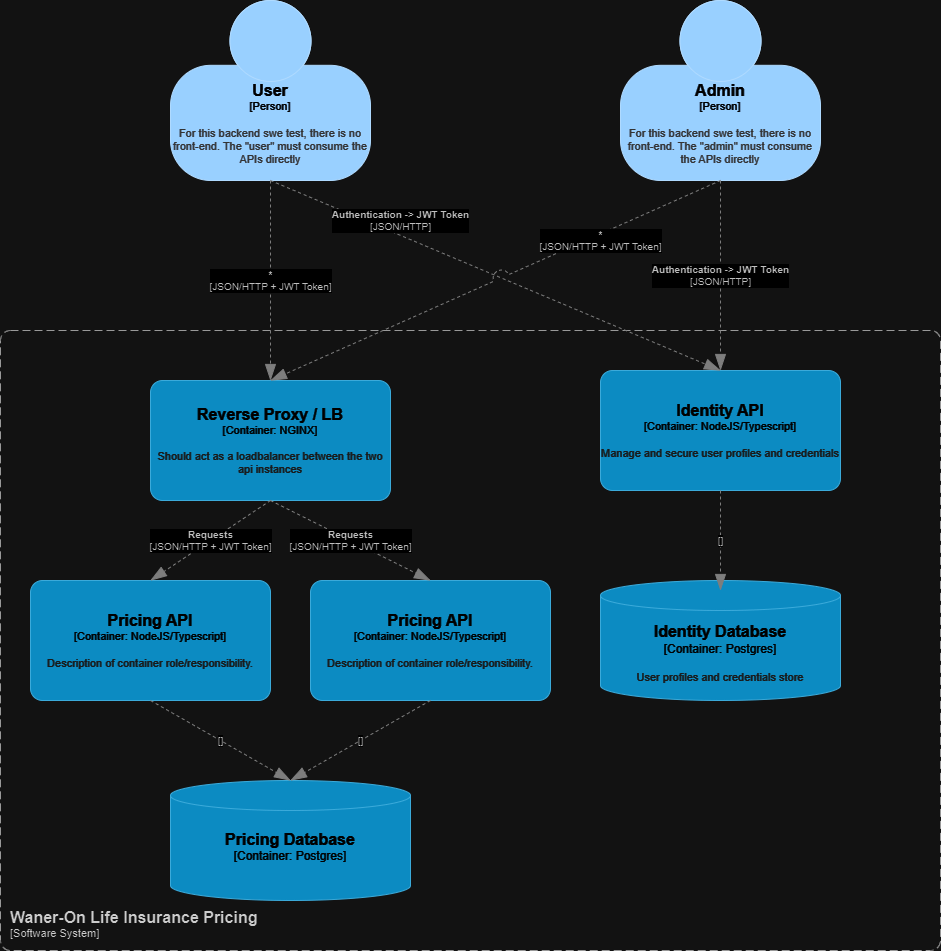 User
[Person]
For this backend swe test, there is no
front-end. The "user" must consume the
APIs directly
Admin
[Person]
For this backend swe test, there is no
front-end. The "admin" must consume
the APIs directly
Authentication -> JWT Token
[JSON/HTTP]
*
[JSON/HTTP + JWT Token]
*
[JSON/HTTP + JWT Token]
Authentication -> JWT Token
[JSON/HTTP]
Reverse Proxy / LB
[Container: NGINX]
Should act as a loadbalancer between the two
api instances
Identity API
[Container: NodeJS/Typescript]
Manage and secure user profiles and credentials
Requests
[JSON/HTTP + JWT Token]
Requests
[JSON/HTTP + JWT Token]
[]
Pricing API
[Container: NodeJS/Typescript]
Description of container role/responsibility.
Pricing API
[Container: NodeJS/Typescript]
Description of container role/responsibility.
Identity Database
[Container: Postgres]
User profiles and credentials store
[]
[]
Pricing Database
[Container: Postgres]
Waner-On Life Insurance Pricing
[Software System]